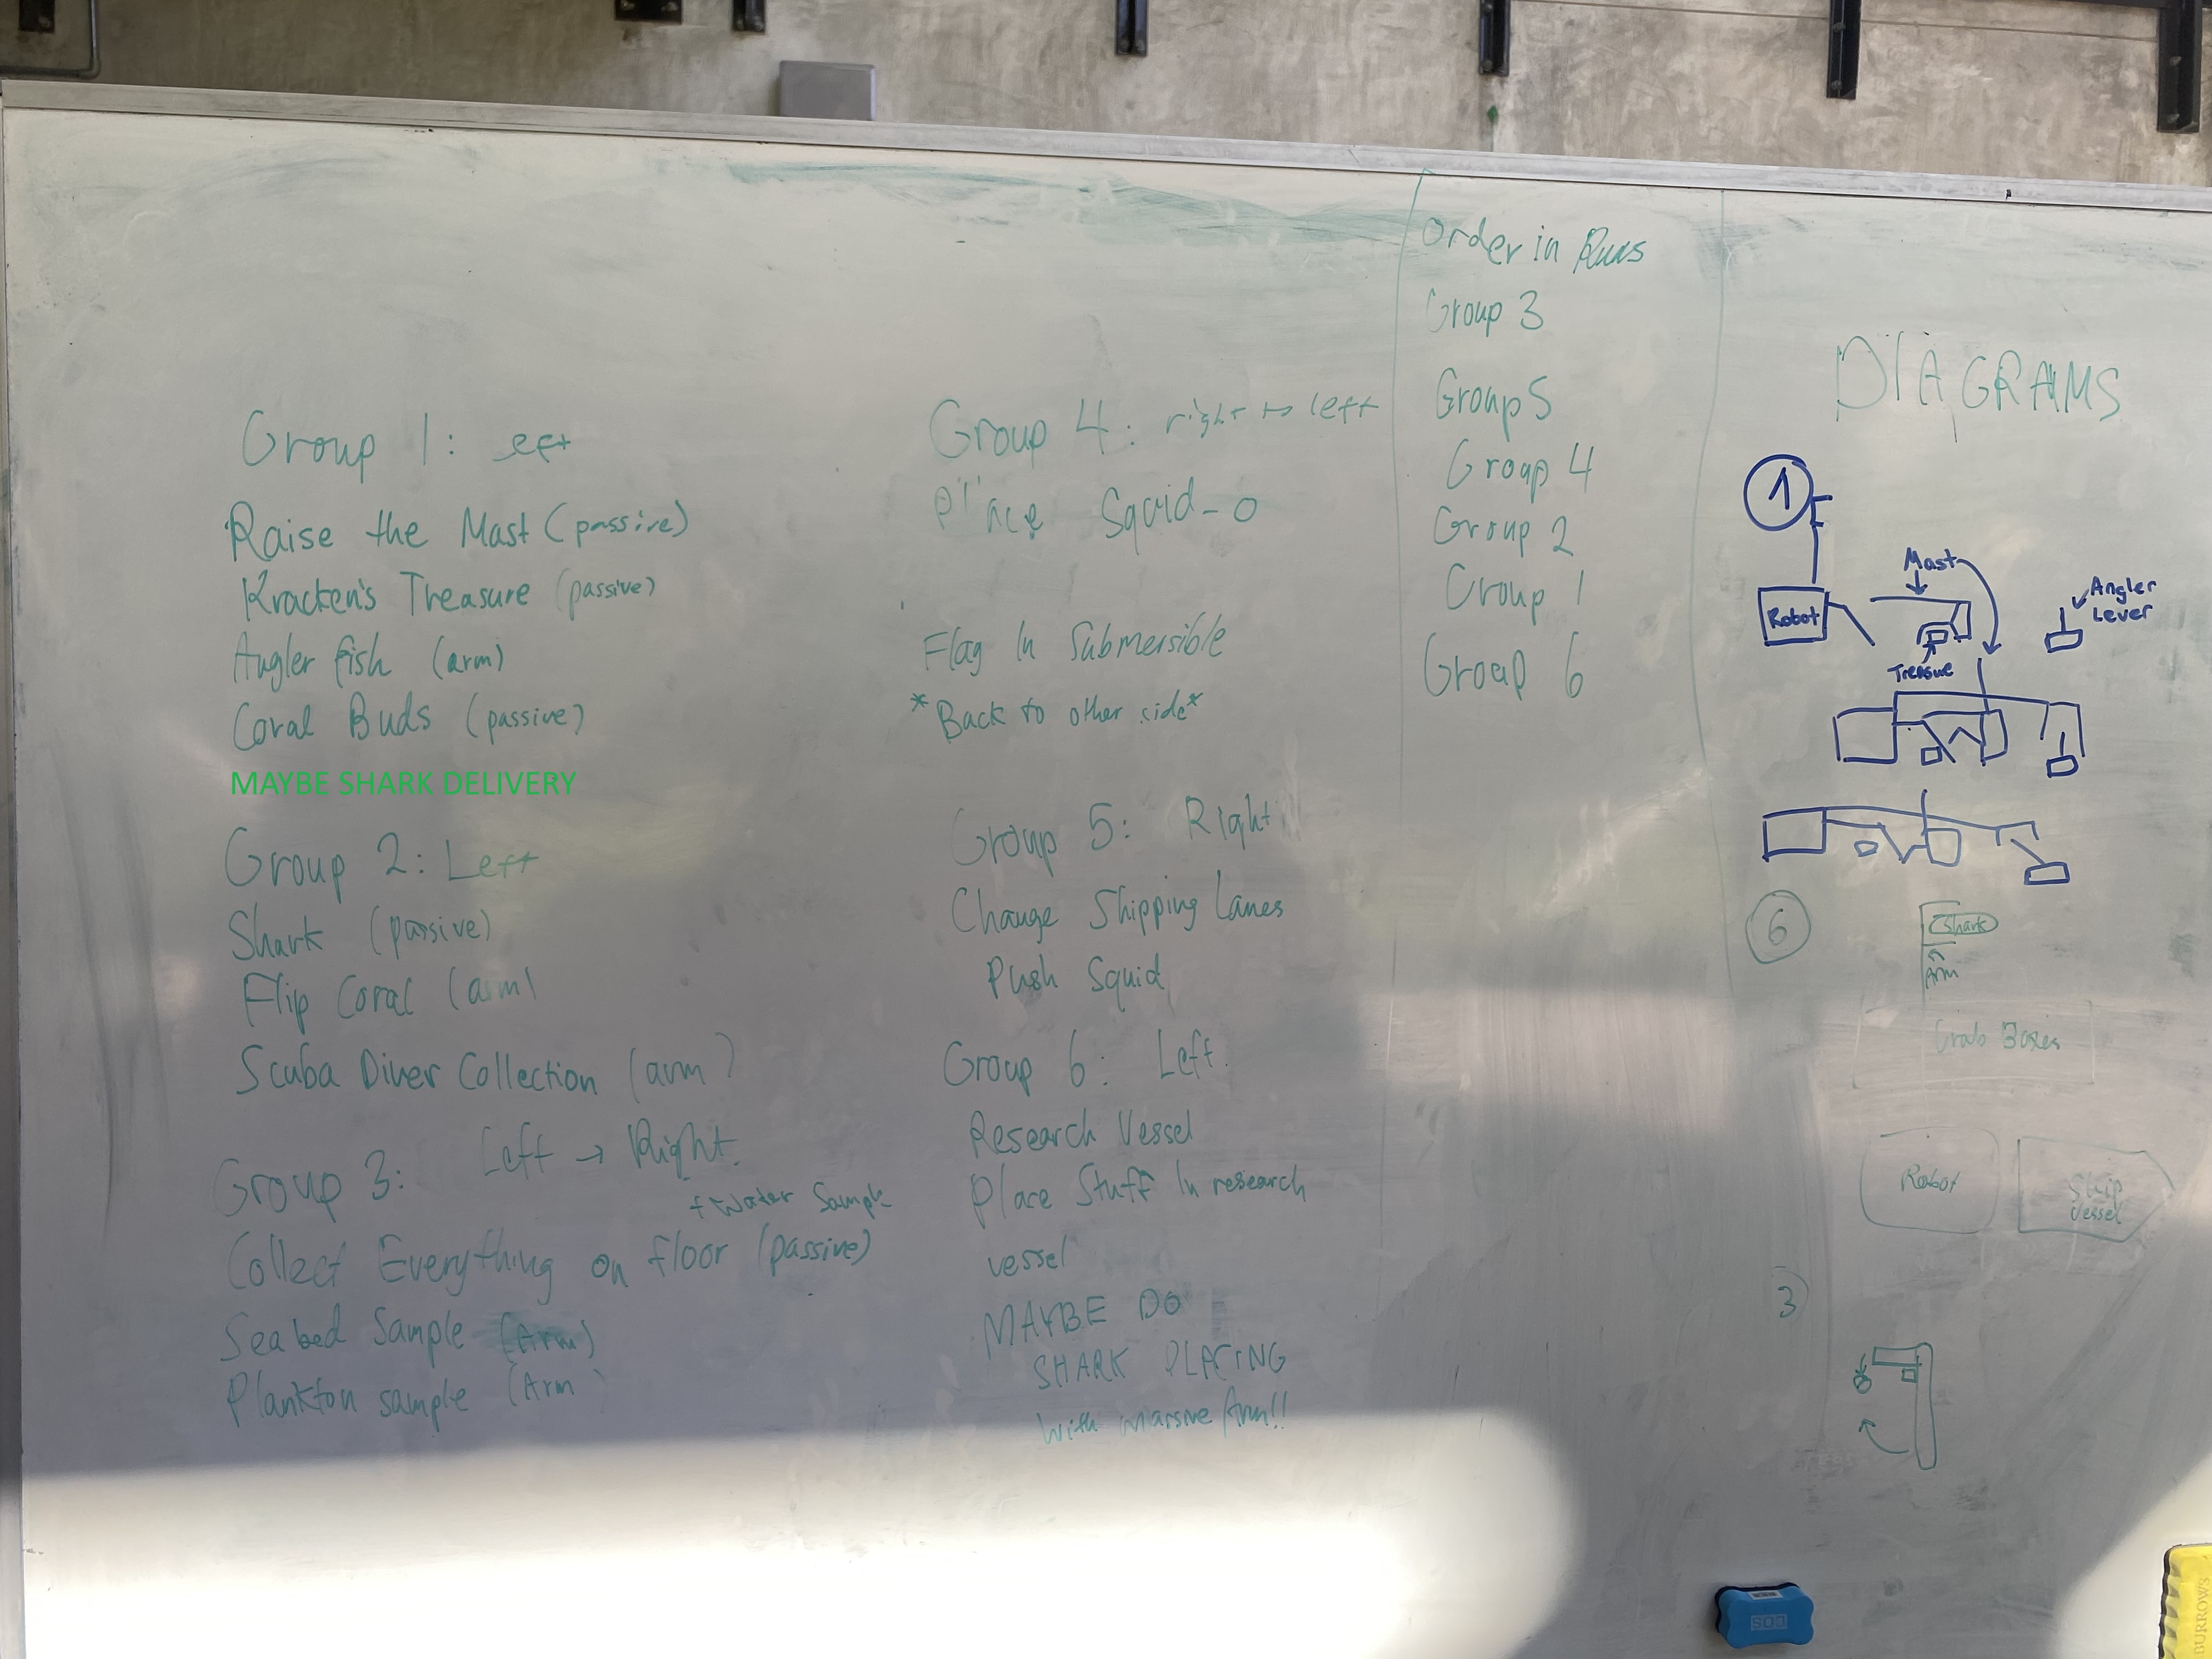 Group 1: left
Raise the Mast (passive)
Kracken's Treasure (passive)
Angler fish (arm)
Coral Buds (passive)
MAYBE SHARK DELIVERY
Group 2: Left
Shark (passive)
Flip Coral (arm)
Scuba Diver Collection (arm)
Group 3: Left → Right
+ Water Sample
Collect Everything on floor (passive)
Seabed Sample (Arm)
Plankton sample (Arm)
Group 4: right to left
Place Squid-o
Flag In Submersible
*Back to other side*
Group 5: Right
Change Shipping Lanes
Push Squid
Group 6: Left
Research Vessel
Place Stuff In research
vessel
MAYBE DO
SHARK PLACING
with massive Arm!!
Order in Runs
Group 3
Group 5
Group 4
Group 2
Group 1
Group 6
DIAGRAMS
1
Mast
Angler
Lever
Robot
Treasure
6
Shark
Arm
Grab Boxes
Robot
Ship
Vessel
3
BURROWS